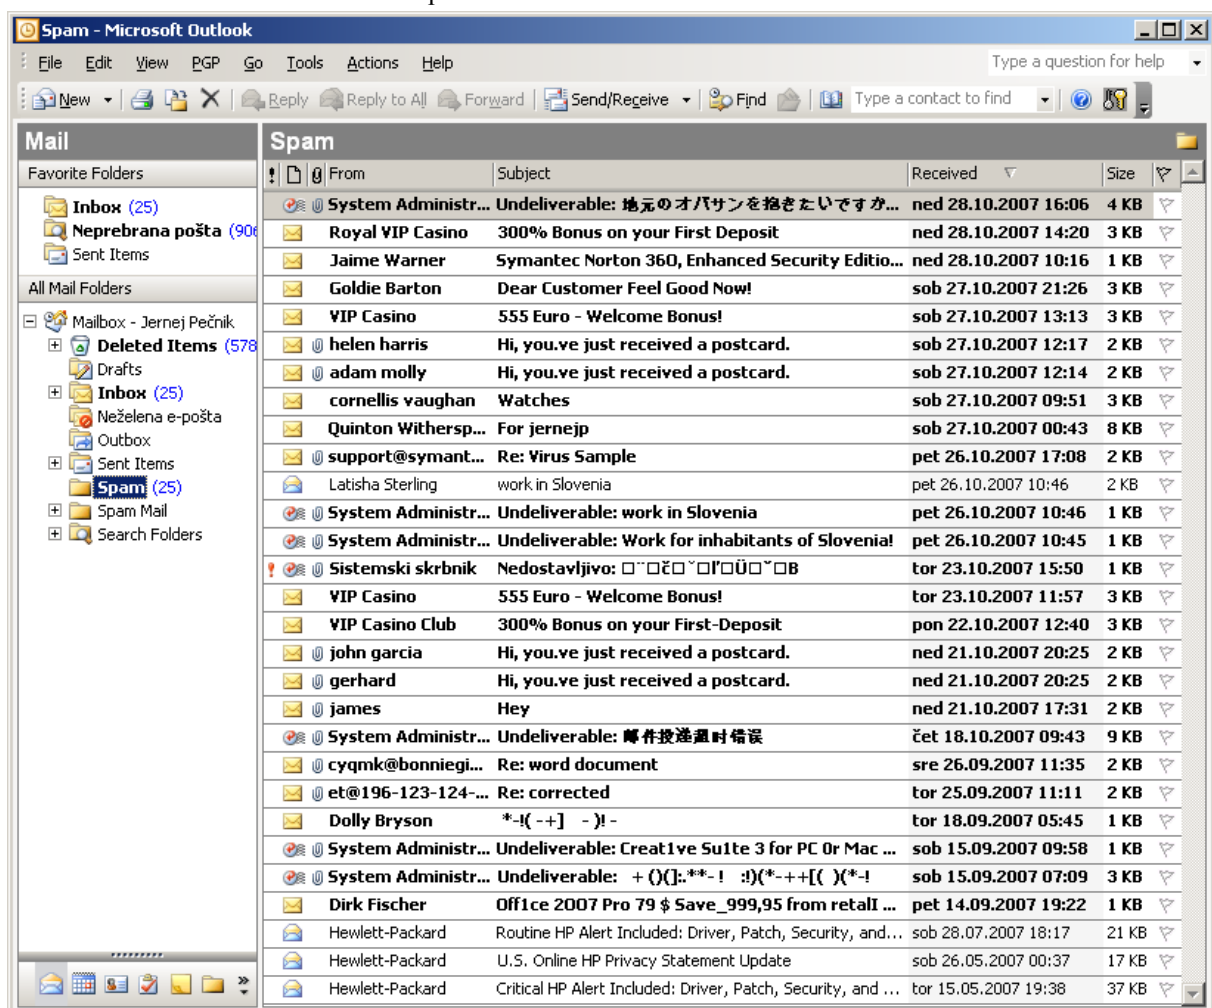 Spam - Microsoft Outlook
File Edit View PGP Go Tools Actions Help Type a question for help
New Reply Reply to All Forward Send/Receive Find Type a contact to find
Mail Spam
Favorite Folders
Inbox (25)
Neprebrana pošta (906
Sent Items
All Mail Folders
Mailbox - Jernej Pečnik
Deleted Items (578
Drafts
Inbox (25)
Neželena e-pošta
Outbox
Sent Items
Spam (25)
Spam Mail
Search Folders
From Subject Received Size
System Administr... Undeliverable: 地元のオバサンを抱きたいですか... ned 28.10.2007 16:06 4 KB
Royal VIP Casino 300% Bonus on your First Deposit ned 28.10.2007 14:20 3 KB
Jaime Warner Symantec Norton 360, Enhanced Security Editio... ned 28.10.2007 10:16 1 KB
Goldie Barton Dear Customer Feel Good Now! sob 27.10.2007 21:26 3 KB
VIP Casino 555 Euro - Welcome Bonus! sob 27.10.2007 13:13 3 KB
helen harris Hi, you.ve just received a postcard. sob 27.10.2007 12:17 2 KB
adam molly Hi, you.ve just received a postcard. sob 27.10.2007 12:14 2 KB
cornellis vaughan Watches sob 27.10.2007 09:51 3 KB
Quinton Withersp... For jernejp sob 27.10.2007 00:43 8 KB
support@symant... Re: Virus Sample pet 26.10.2007 17:08 2 KB
Latisha Sterling work in Slovenia pet 26.10.2007 10:46 2 KB
System Administr... Undeliverable: work in Slovenia pet 26.10.2007 10:46 1 KB
System Administr... Undeliverable: Work for inhabitants of Slovenia! pet 26.10.2007 10:45 1 KB
Sistemski skrbnik Nedostavljivo: □¨□č□ˇ□ľ'□Ü□˘□B tor 23.10.2007 15:50 1 KB
VIP Casino 555 Euro - Welcome Bonus! tor 23.10.2007 11:57 3 KB
VIP Casino Club 300% Bonus on your First-Deposit pon 22.10.2007 12:40 3 KB
john garcia Hi, you.ve just received a postcard. ned 21.10.2007 20:25 2 KB
gerhard Hi, you.ve just received a postcard. ned 21.10.2007 20:25 2 KB
james Hey ned 21.10.2007 17:31 2 KB
System Administr... Undeliverable: 邮件投递超时错误 čet 18.10.2007 09:43 9 KB
cyqmk@bonniegi... Re: word document sre 26.09.2007 11:35 2 KB
et@196-123-124-... Re: corrected tor 25.09.2007 11:11 2 KB
Dolly Bryson *-!( -+] - )! - tor 18.09.2007 05:45 1 KB
System Administr... Undeliverable: Creat1ve Su1te 3 for PC 0r Mac ... sob 15.09.2007 09:58 1 KB
System Administr... Undeliverable: + ()(]:.**- ! :!)(*-++[( )(*-! sob 15.09.2007 07:09 3 KB
Dirk Fischer Off1ce 2007 Pro 79 $ Save_999,95 from retalI ... pet 14.09.2007 19:22 1 KB
Hewlett-Packard Routine HP Alert Included: Driver, Patch, Security, and... sob 28.07.2007 18:17 21 KB
Hewlett-Packard U.S. Online HP Privacy Statement Update sob 26.05.2007 00:37 17 KB
Hewlett-Packard Critical HP Alert Included: Driver, Patch, Security, and ... tor 15.05.2007 19:38 37 KB